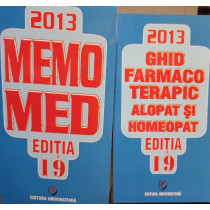 2013
MEMO
MED
EDIȚIA
19
EDITURA UNIVERSITARĂ
2013
GHID
FARMACO
TERAPIC
ALOPAT ȘI
HOMEOPAT
EDIȚIA
19
EDITURA UNIVERSITARĂ